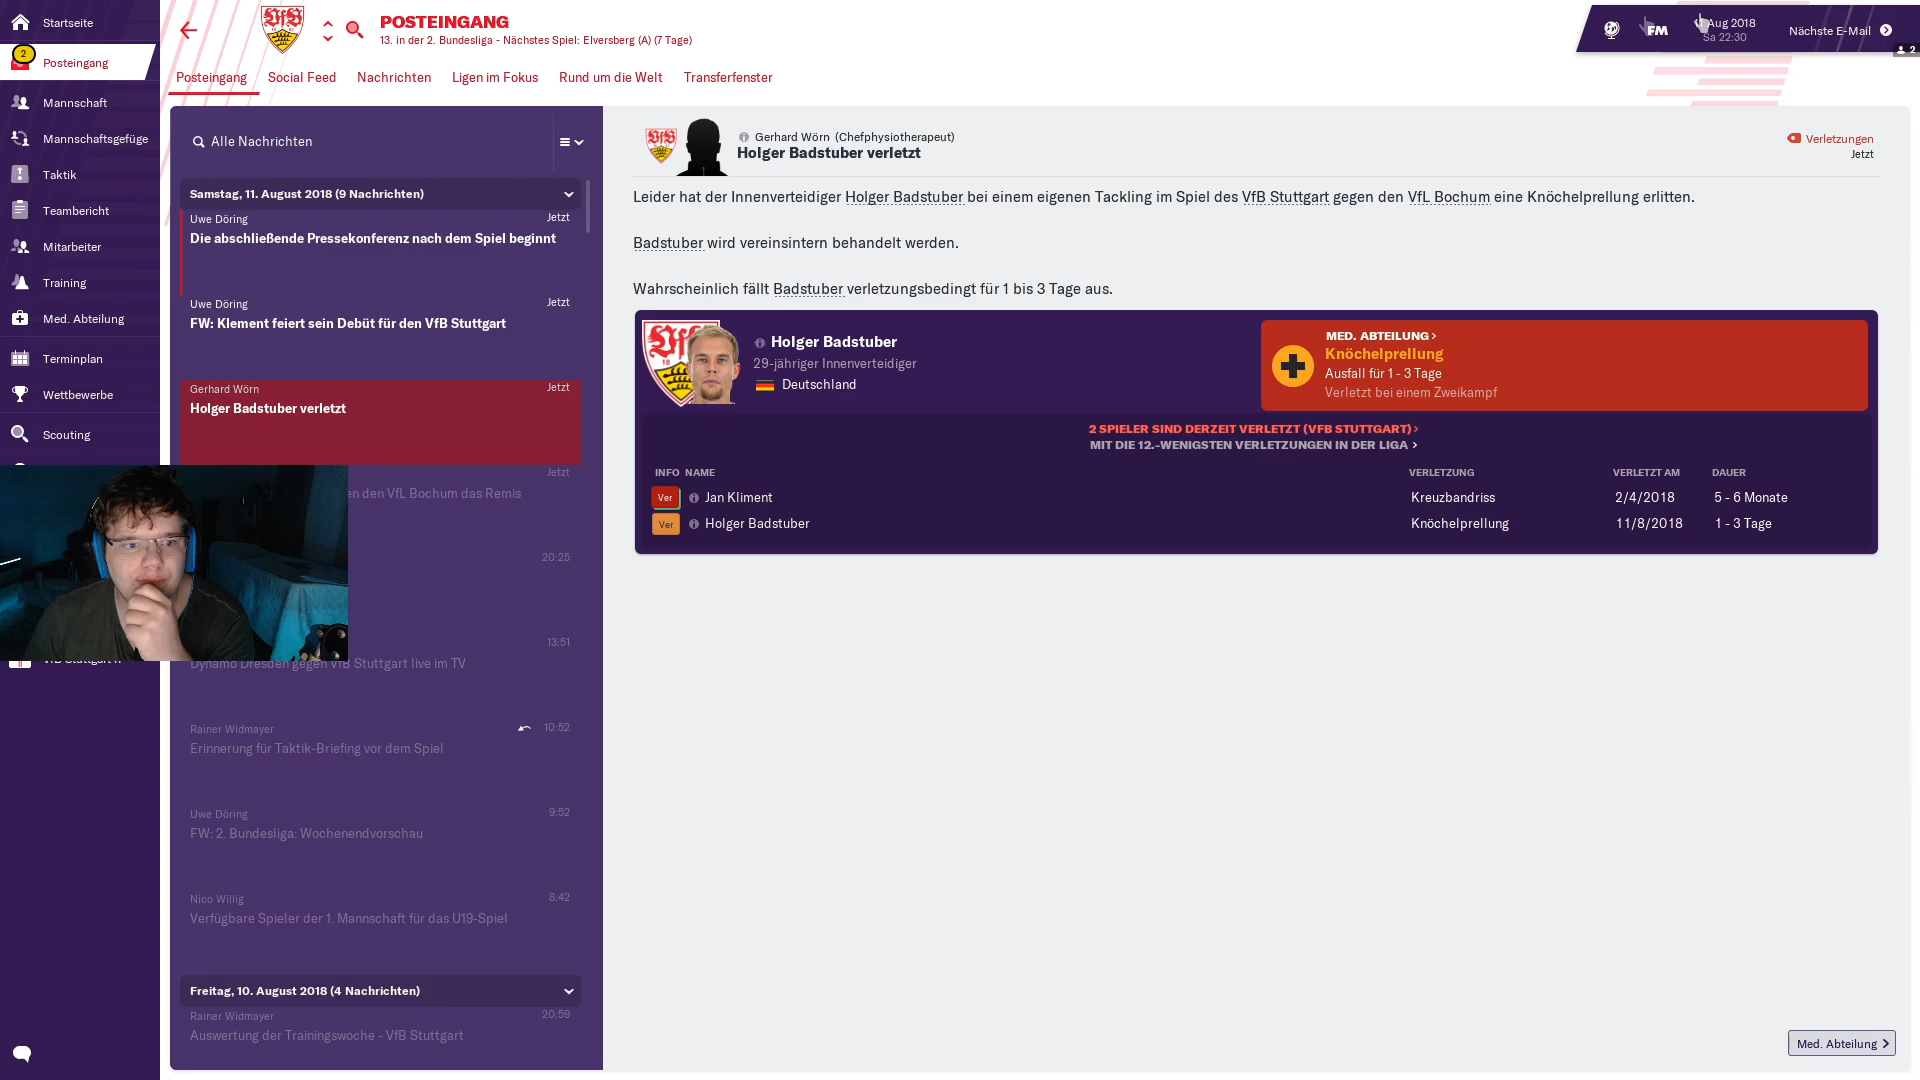 Startseite
2
Posteingang
Mannschaft
Mannschaftsgefüge
Taktik
Teambericht
Mitarbeiter
Training
Med. Abteilung
Terminplan
Wettbewerbe
Scouting
POSTEINGANG
13. in der 2. Bundesliga - Nächstes Spiel: Elversberg (A) (7 Tage)
Posteingang Social Feed Nachrichten Ligen im Fokus Rund um die Welt Transferfenster
FM
Aug 2018
Sa 22:30
Nächste E-Mail
2
Alle Nachrichten
Samstag, 11. August 2018 (9 Nachrichten)
Uwe Döring Jetzt
Die abschließende Pressekonferenz nach dem Spiel beginnt
Uwe Döring Jetzt
FW: Klement feiert sein Debüt für den VfB Stuttgart
Gerhard Wörn Jetzt
Holger Badstuber verletzt
Jetzt
en den VfL Bochum das Remis
20:25
13:51
Dynamo Dresden gegen VfB Stuttgart live im TV
Rainer Widmayer 10:52
Erinnerung für Taktik-Briefing vor dem Spiel
Uwe Döring 9:52
FW: 2. Bundesliga: Wochenendvorschau
Nico Willig 8:42
Verfügbare Spieler der 1. Mannschaft für das U19-Spiel
Freitag, 10. August 2018 (4 Nachrichten)
Rainer Widmayer 20:59
Auswertung der Trainingswoche - VfB Stuttgart
Gerhard Wörn (Chefphysiotherapeut)
Holger Badstuber verletzt
Verletzungen
Jetzt
Leider hat der Innenverteidiger Holger Badstuber bei einem eigenen Tackling im Spiel des VfB Stuttgart gegen den VfL Bochum eine Knöchelprellung erlitten.
Badstuber wird vereinsintern behandelt werden.
Wahrscheinlich fällt Badstuber verletzungsbedingt für 1 bis 3 Tage aus.
Holger Badstuber
29-jähriger Innenverteidiger
Deutschland
MED. ABTEILUNG >
Knöchelprellung
Ausfall für 1 - 3 Tage
Verletzt bei einem Zweikampf
2 SPIELER SIND DERZEIT VERLETZT (VFB STUTTGART) >
MIT DIE 12.-WENIGSTEN VERLETZUNGEN IN DER LIGA >
INFO NAME VERLETZUNG VERLETZT AM DAUER
Ver Jan Kliment Kreuzbandriss 2/4/2018 5 - 6 Monate
Ver Holger Badstuber Knöchelprellung 11/8/2018 1 - 3 Tage
Med. Abteilung >